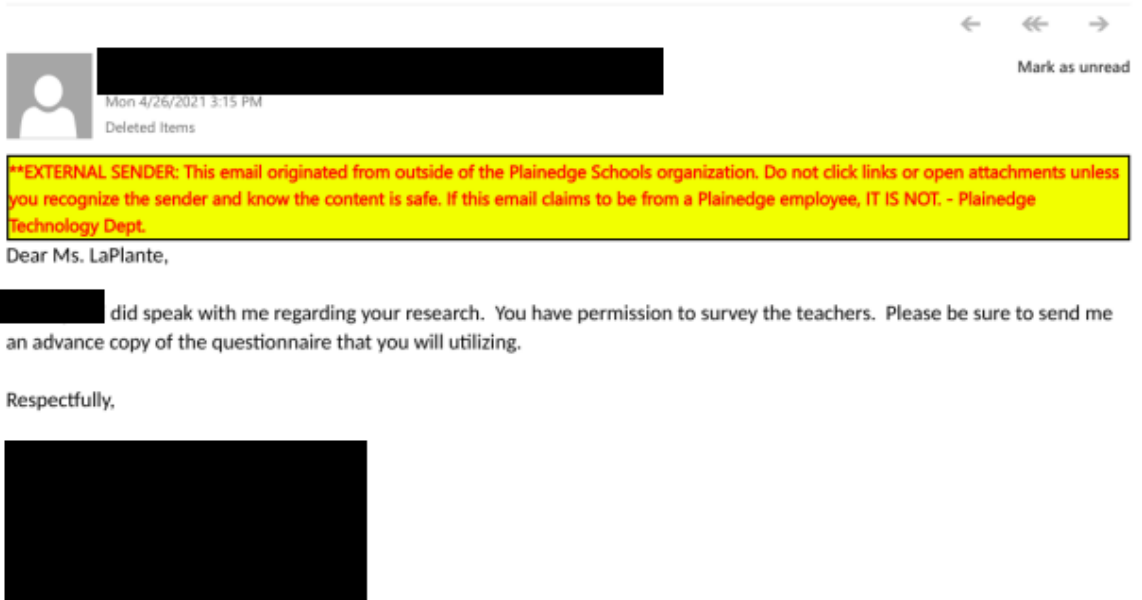 Mark as unread
Mon 4/26/2021 3:15 PM
Deleted Items
**EXTERNAL SENDER: This email originated from outside of the Plainedge Schools organization. Do not click links or open attachments unless
you recognize the sender and know the content is safe. If this email claims to be from a Plainedge employee, IT IS NOT. - Plainedge
Technology Dept.
Dear Ms. LaPlante,
did speak with me regarding your research.  You have permission to survey the teachers.  Please be sure to send me
an advance copy of the questionnaire that you will utilizing.
Respectfully,